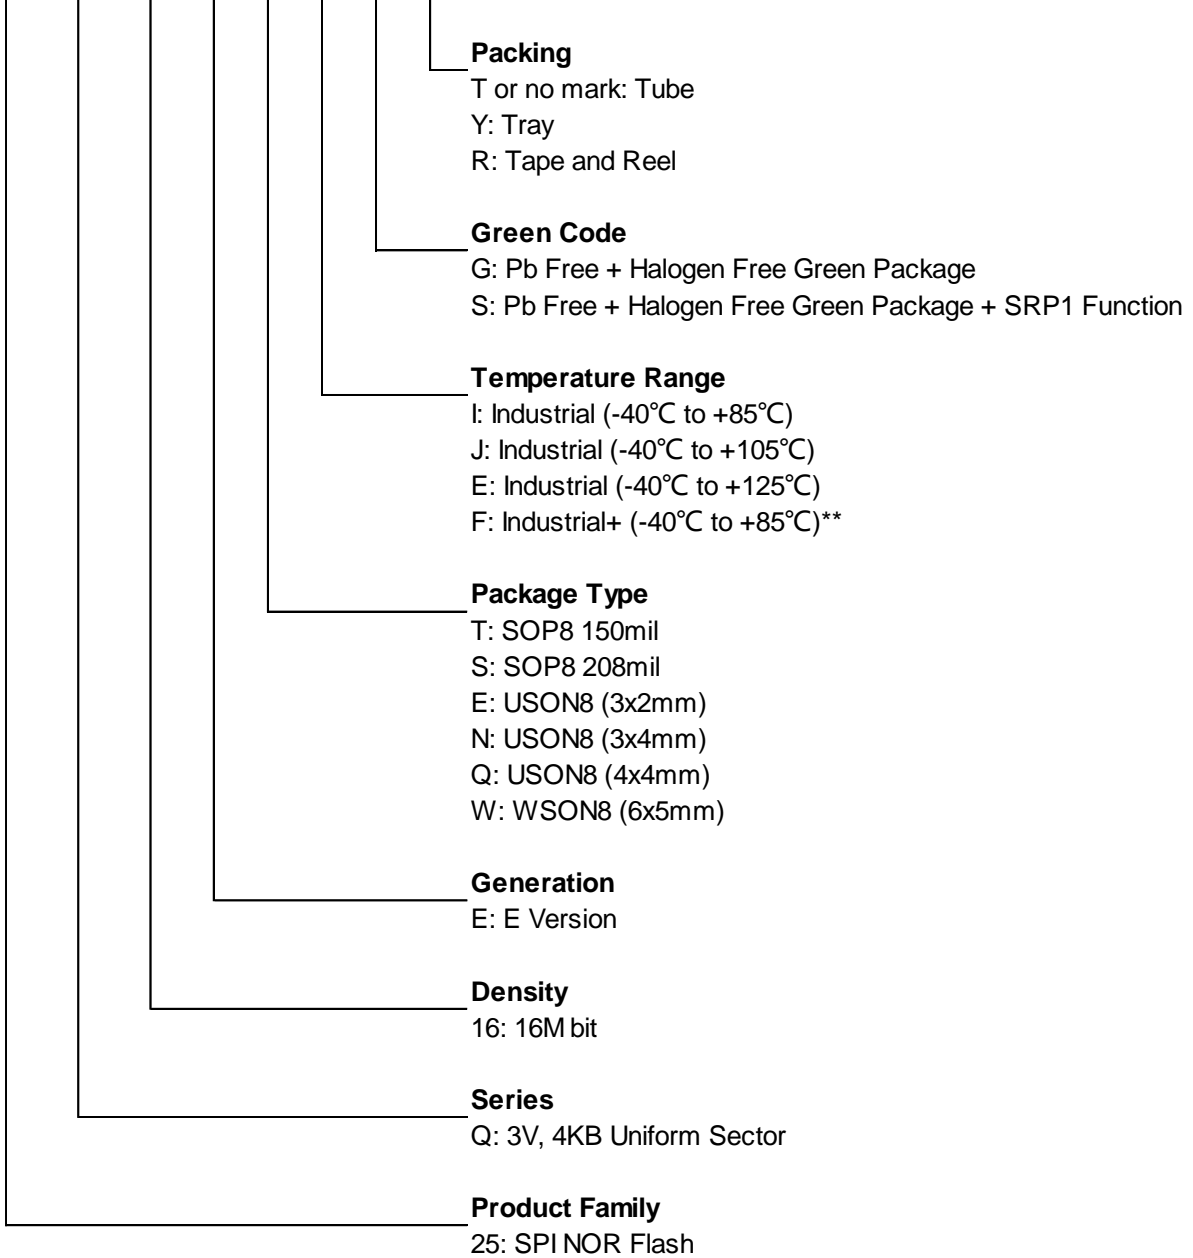 Packing
T or no mark: Tube
Y: Tray
R: Tape and Reel
Green Code
G: Pb Free + Halogen Free Green Package
S: Pb Free + Halogen Free Green Package + SRP1 Function
Temperature Range
I: Industrial (-40℃ to +85℃)
J: Industrial (-40℃ to +105℃)
E: Industrial (-40℃ to +125℃)
F: Industrial+ (-40℃ to +85℃)**
Package Type
T: SOP8 150mil
S: SOP8 208mil
E: USON8 (3x2mm)
N: USON8 (3x4mm)
Q: USON8 (4x4mm)
W: WSON8 (6x5mm)
Generation
E: E Version
Density
16: 16M bit
Series
Q: 3V, 4KB Uniform Sector
Product Family
25: SPI NOR Flash